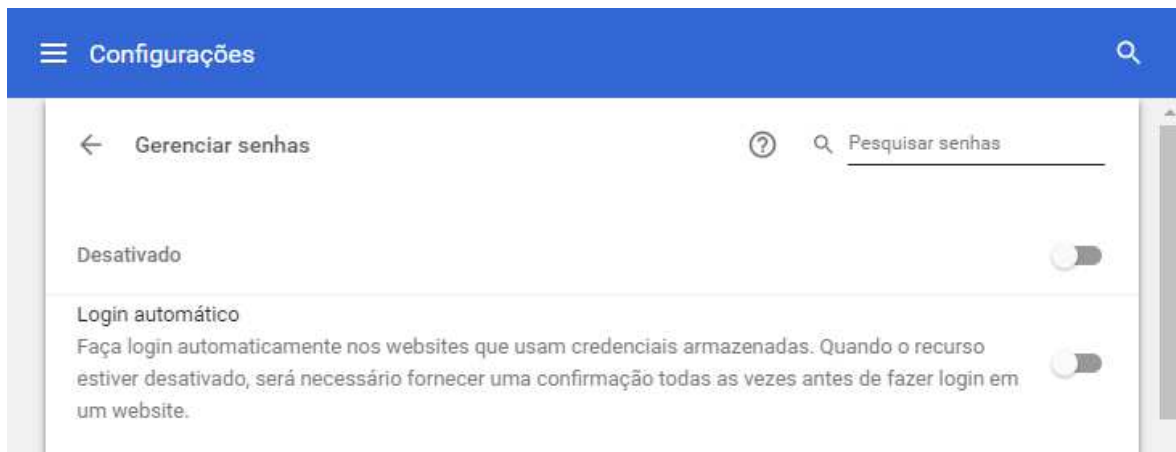 Configurações
Gerenciar senhas
Pesquisar senhas
Desativado
Login automático
Faça login automaticamente nos websites que usam credenciais armazenadas. Quando o recurso
estiver desativado, será necessário fornecer uma confirmação todas as vezes antes de fazer login em
um website.